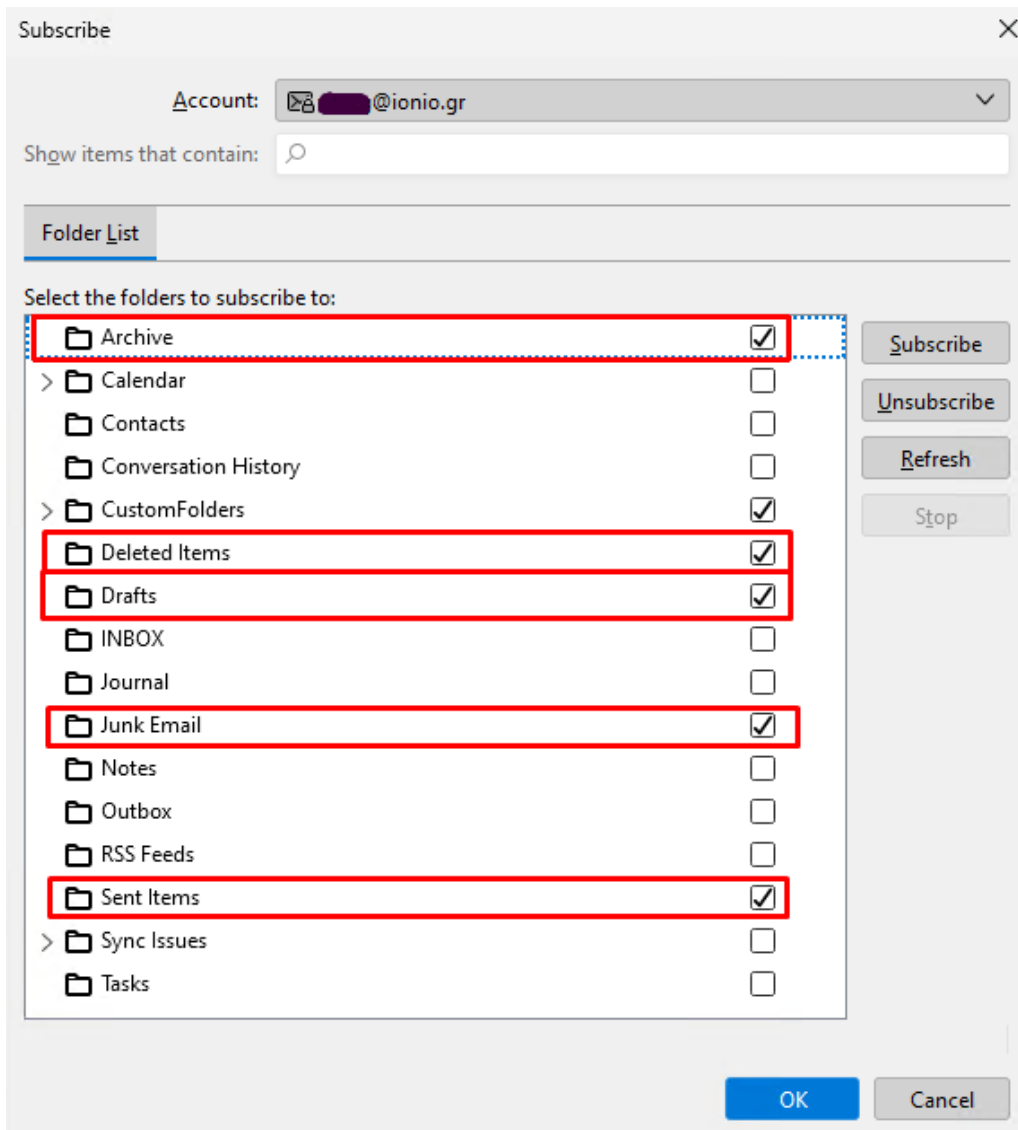 Subscribe
Account: @ionio.gr
Show items that contain:
Folder List
Select the folders to subscribe to:
Archive
Calendar
Contacts
Conversation History
CustomFolders
Deleted Items
Drafts
INBOX
Journal
Junk Email
Notes
Outbox
RSS Feeds
Sent Items
Sync Issues
Tasks
Subscribe
Unsubscribe
Refresh
Stop
OK Cancel